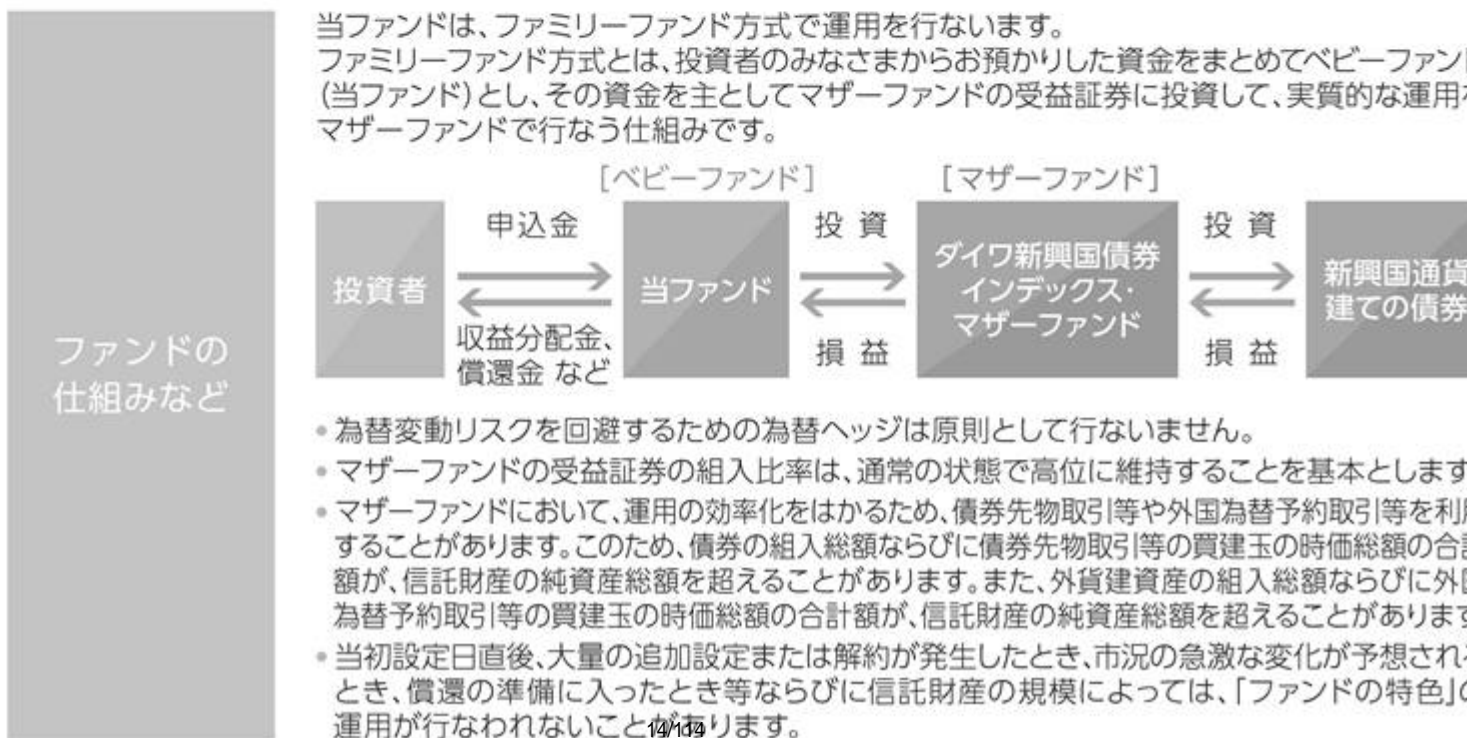 当ファンドは、ファミリーファンド方式で運用を行ないます。
ファミリーファンド方式とは、投資者のみなさまからお預かりした資金をまとめてベビーファン
(当ファンド)とし、その資金を主としてマザーファンドの受益証券に投資して、実質的な運用
マザーファンドで行なう仕組みです。
[ベビーファンド]
[マザーファンド]
申込金
投資
投資
投資者
当ファンド
ダイワ新興国債券
インデックス・
マザーファンド
新興国通貨
建ての債券
収益分配金、
償還金 など
損益
損益
ファンドの
仕組みなど
• 為替変動リスクを回避するための為替ヘッジは原則として行ないません。
• マザーファンドの受益証券の組入比率は、通常の状態で高位に維持することを基本とします
• マザーファンドにおいて、運用の効率化をはかるため、債券先物取引等や外国為替予約取引等を利
することがあります。このため、債券の組入総額ならびに債券先物取引等の買建玉の時価総額の合
額が、信託財産の純資産総額を超えることがあります。また、外貨建資産の組入総額ならびに外
為替予約取引等の買建玉の時価総額の合計額が、信託財産の純資産総額を超えることがあります
• 当初設定日直後、大量の追加設定または解約が発生したとき、市況の急激な変化が予想され
とき、償還の準備に入ったとき等ならびに信託財産の規模によっては、「ファンドの特色」の
運用が行なわれないことがあります。
14/114